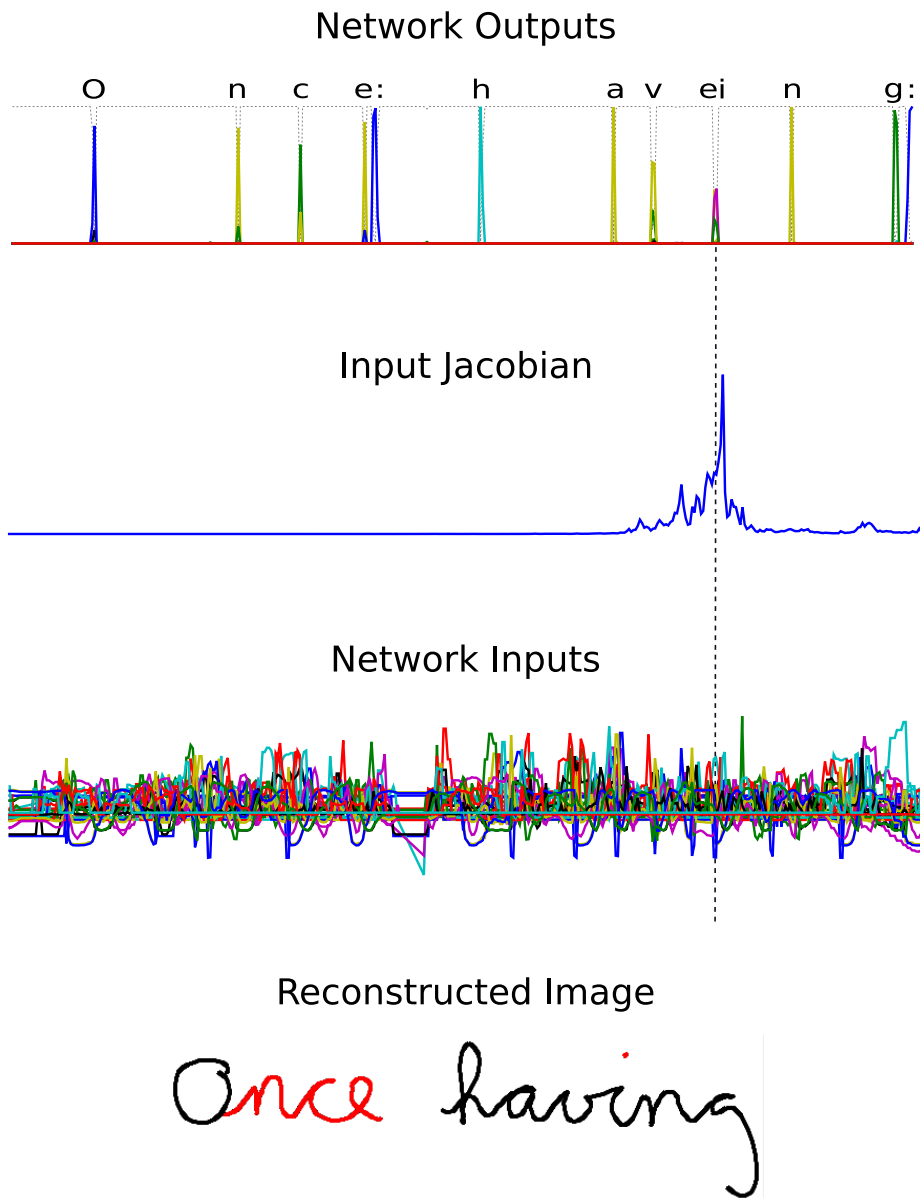 Network Outputs
O n c e: h a v ei n g:
Input Jacobian
Network Inputs
Reconstructed Image
Once having